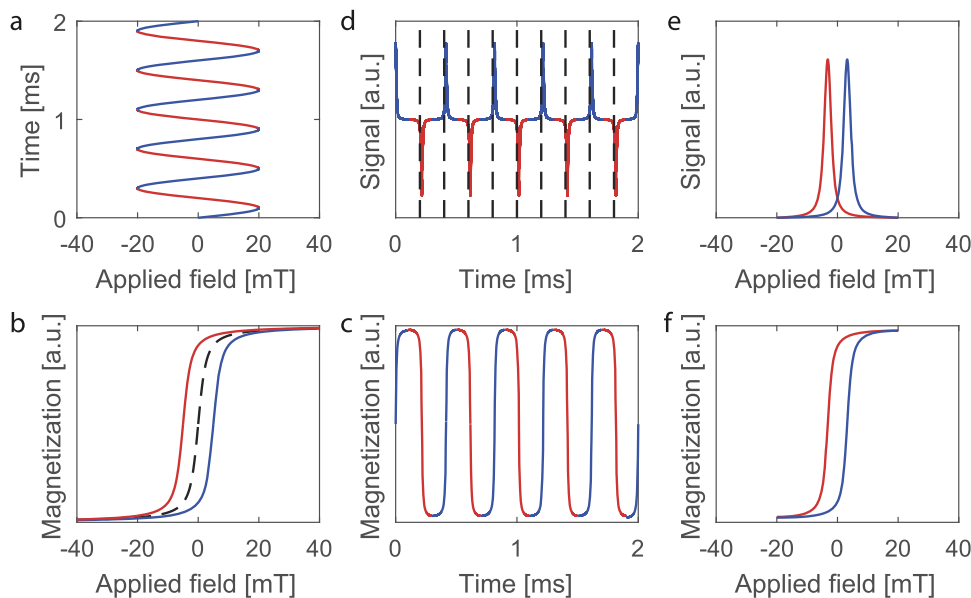 a
2
1
0
Time [ms]
-40 -20 0 20 40
Applied field [mT]
d
Signal [a.u.]
0 1 2
Time [ms]
e
Signal [a.u.]
-40 -20 0 20 40
Applied field [mT]
b
Magnetization [a.u.]
-40 -20 0 20 40
Applied field [mT]
c
Magnetization [a.u.]
0 1 2
Time [ms]
f
Magnetization [a.u.]
-40 -20 0 20 40
Applied field [mT]